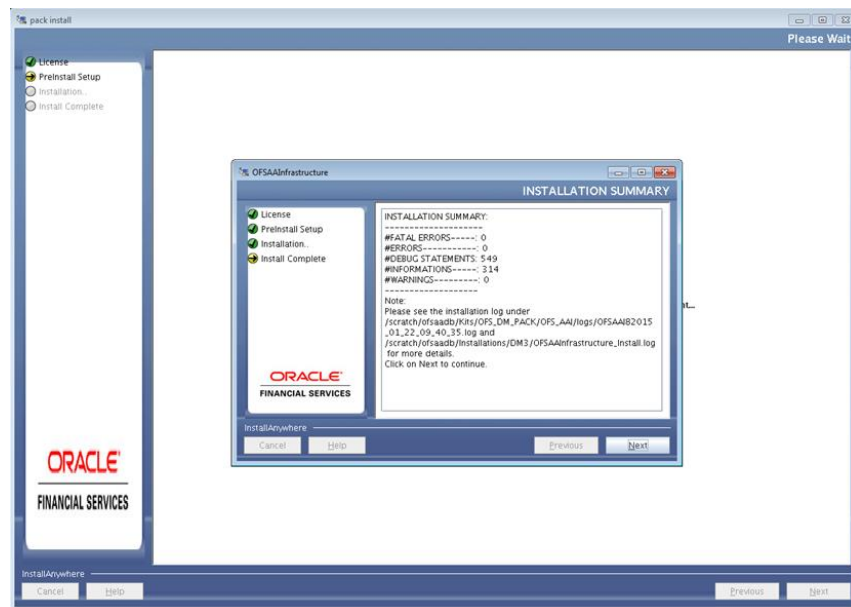 pack install
Please Wait
License
PreInstall Setup
Installation..
Install Complete
OFSAAInfrastructure
INSTALLATION SUMMARY
License
PreInstall Setup
Installation..
Install Complete
INSTALLATION SUMMARY:
--------------------
#FATAL ERRORS-----: 0
#ERRORS-----------: 0
#DEBUG STATEMENTS: 549
#INFORMATIONS-----: 314
#WARNINGS---------: 0
-------------------
Note:
Please see the installation log under
/scratch/ofsaadb/Kits/OFS_DM_PACK/OFS_AAI/logs/OFSAAI82015
_01_22_09_40_35.log and
/scratch/ofsaadb/Installations/DM3/OFSAAInfrastructure_Install.log
for more details.
Click on Next to continue.
ORACLE
FINANCIAL SERVICES
InstallAnywhere
Cancel Help Previous Next
ORACLE
FINANCIAL SERVICES
InstallAnywhere
Cancel Help Previous Next